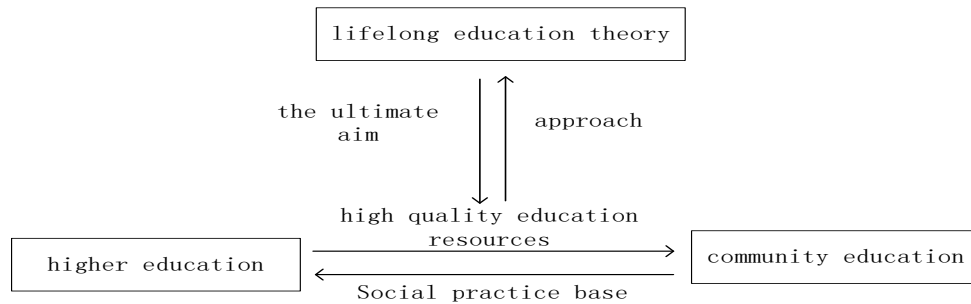 lifelong education theory
the ultimate
aim
approach
high quality education
resources
higher education
community education
Social practice base